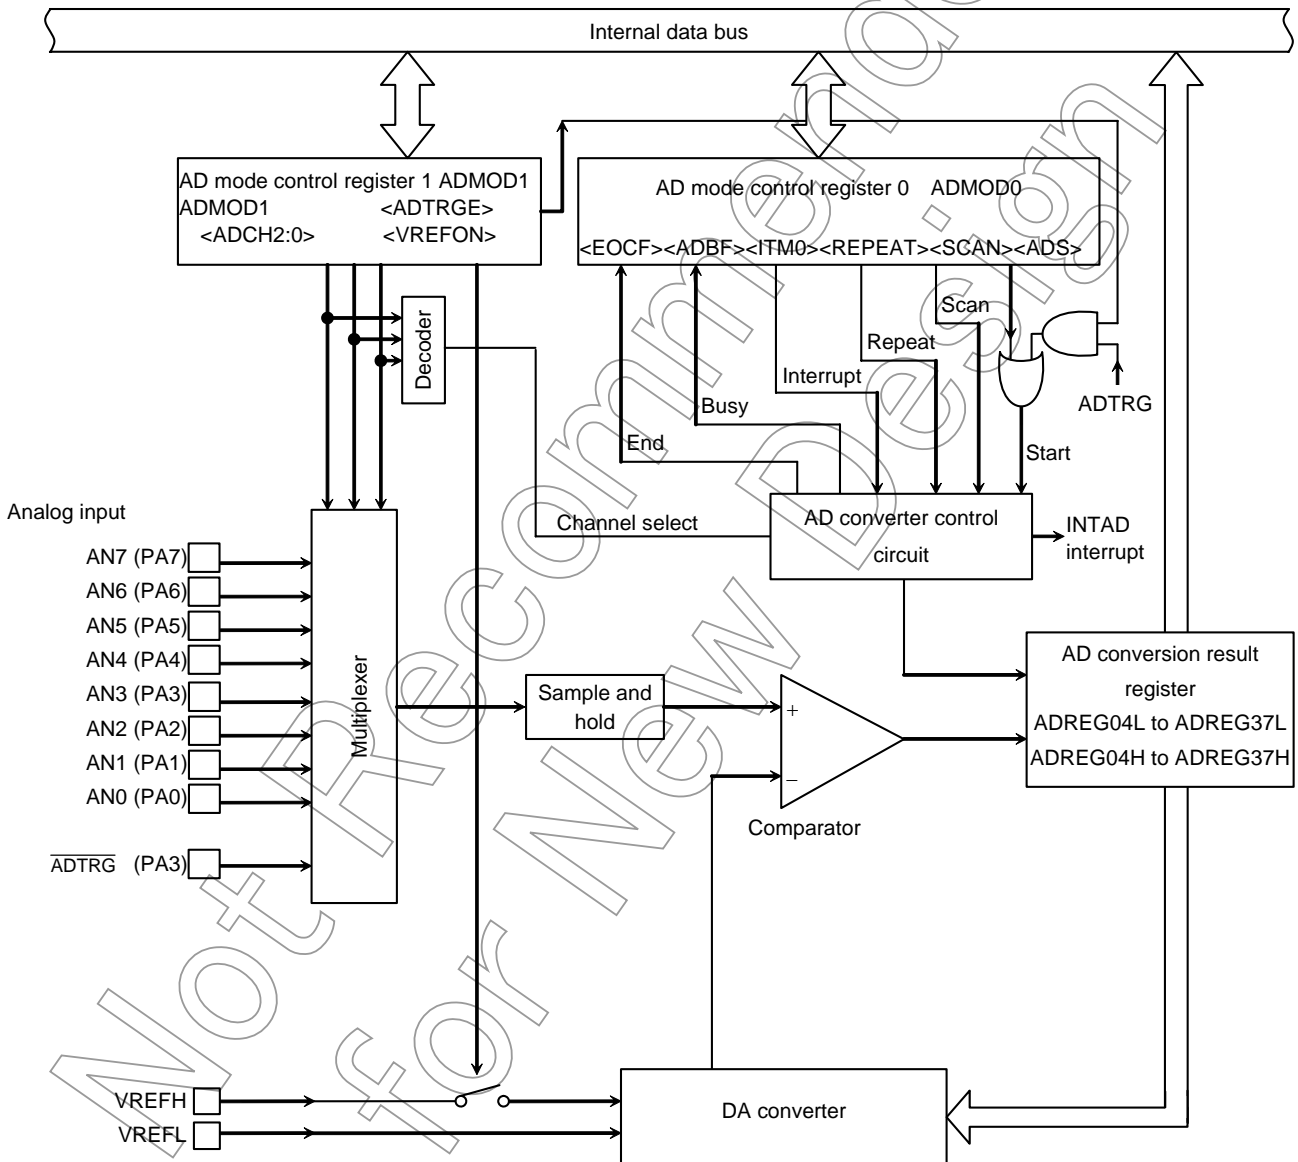 Internal data bus
AD mode control register 1 ADMOD1
ADMOD1 <ADTRGE>
<ADCH2:0> <VREFON>
AD mode control register 0 ADMOD0
<EOCF><ADBF><ITM0><REPEAT><SCAN><ADS>
Decoder
Scan
Repeat
Interrupt
Busy
End
ADTRG
Start
Channel select
AD converter control
circuit
INTAD
interrupt
Analog input
AN7 (PA7)
AN6 (PA6)
AN5 (PA5)
AN4 (PA4)
AN3 (PA3)
AN2 (PA2)
AN1 (PA1)
AN0 (PA0)
ADTRG (PA3)
Multiplexer
Sample and
hold
+
−
Comparator
AD conversion result
register
ADREG04L to ADREG37L
ADREG04H to ADREG37H
VREFH
VREFL
DA converter
Not Recommended
for New Design